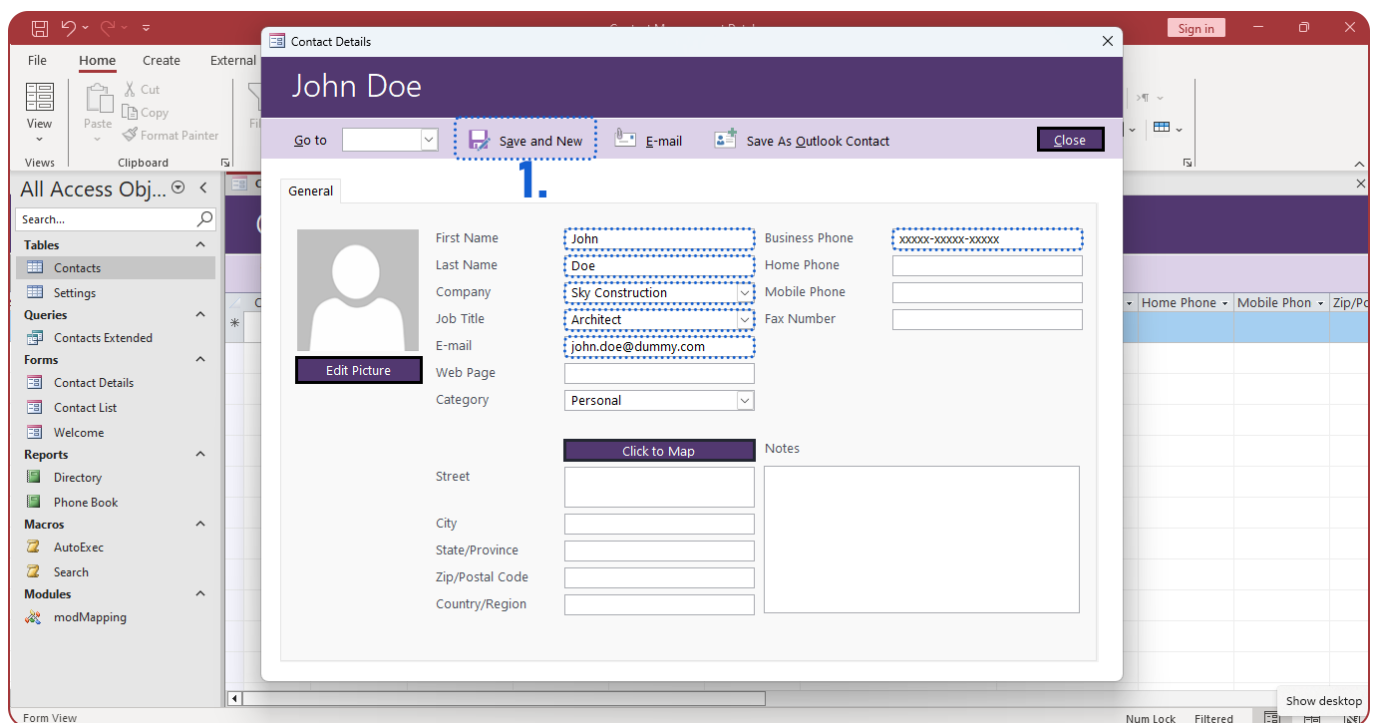 Sign in
Contact Details
John Doe
File Home Create External
View
Paste
Cut
Copy
Format Painter
Views Clipboard
Go to Save and New E-mail Save As Outlook Contact Close
1.
All Access Obj...
General
Search...
Tables
Contacts
Settings
Queries
Contacts Extended
Forms
Contact Details
Contact List
Welcome
Reports
Directory
Phone Book
Macros
AutoExec
Search
Modules
modMapping
Edit Picture
First Name John
Last Name Doe
Company Sky Construction
Job Title Architect
E-mail john.doe@dummy.com
Web Page
Category Personal
Business Phone xxxxx-xxxxx-xxxxx
Home Phone
Mobile Phone
Fax Number
Click to Map
Notes
Street
City
State/Province
Zip/Postal Code
Country/Region
Home Phone Mobile Phon Zip/Po
Show desktop
Form View Num Lock Filtered